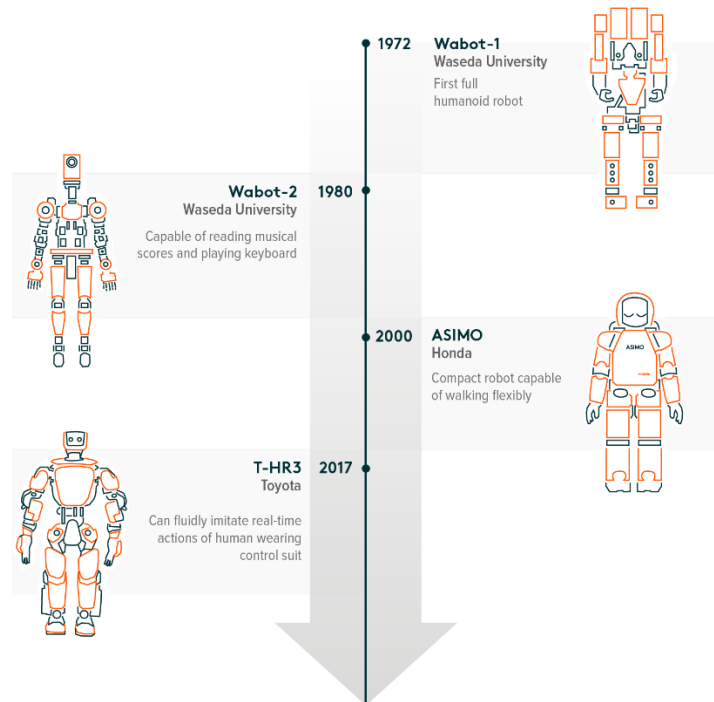 1972
Wabot-1
Waseda University
First full
humanoid robot
Wabot-2
1980
Waseda University
Capable of reading musical
scores and playing keyboard
2000
ASIMO
Honda
Compact robot capable
of walking flexibly
ASIMO
T-HR3
2017
Toyota
Can fluidly imitate real-time
actions of human wearing
control suit